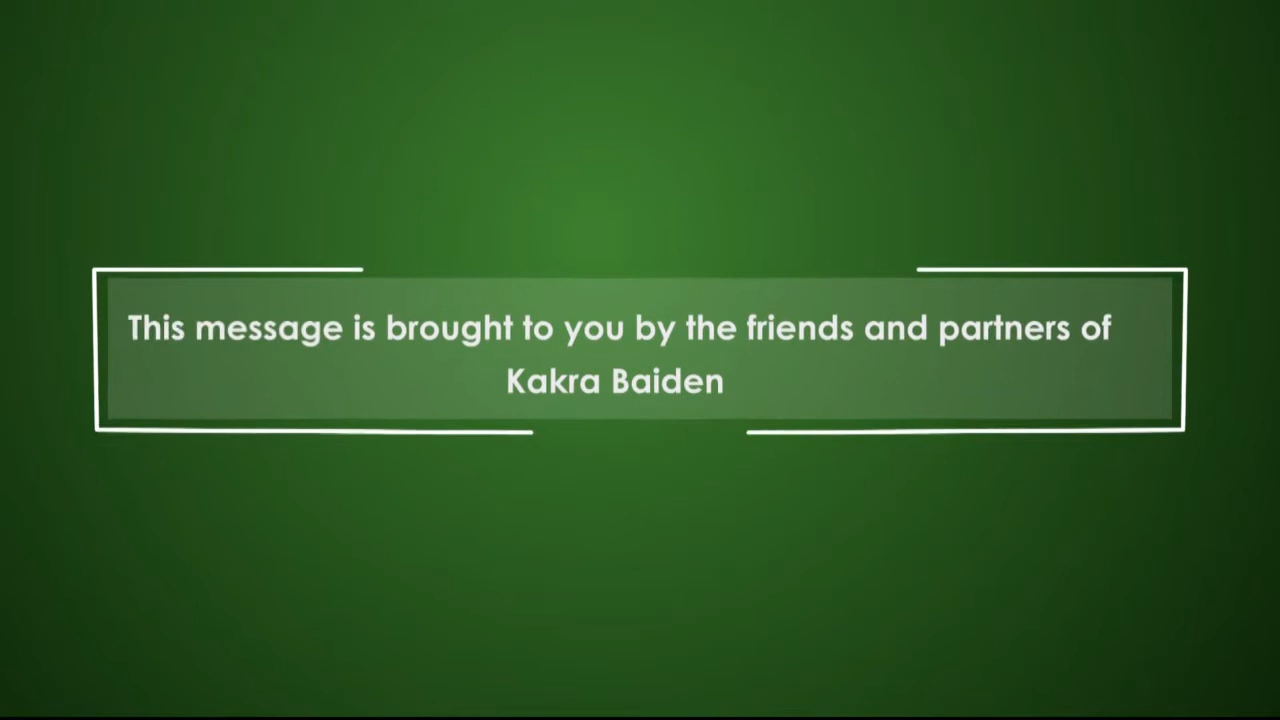 This message is brought to you by the friends and partners of
Kakra Baiden